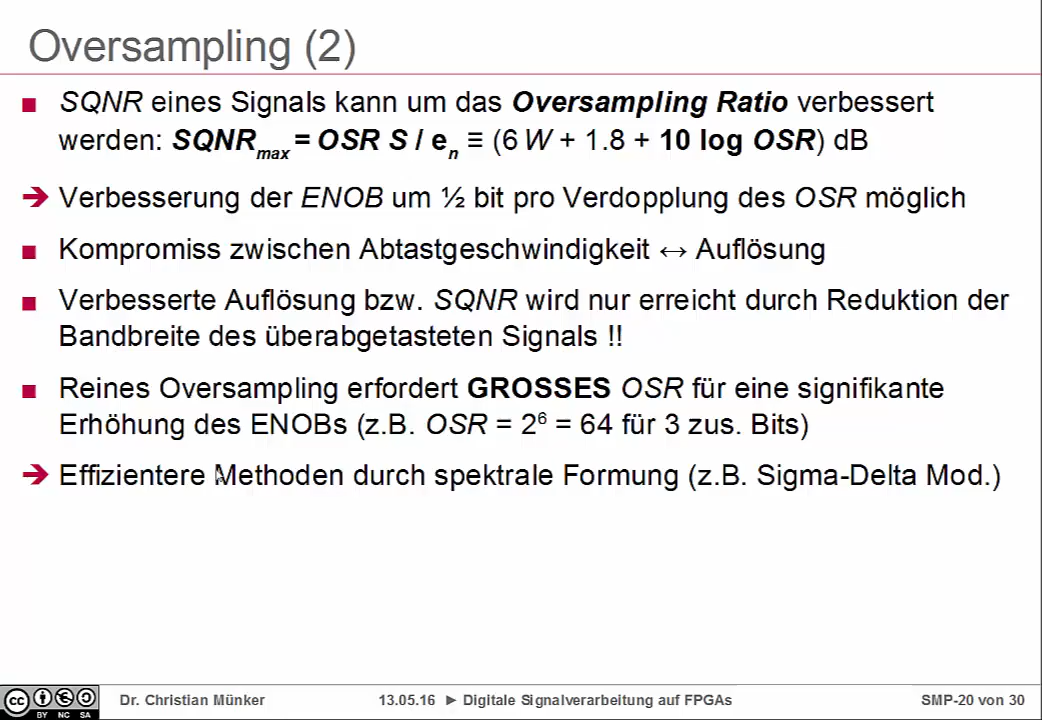 Oversampling (2)
■ SQNR eines Signals kann um das Oversampling Ratio verbessert
werden: SQNRmax = OSR S / en ≡ (6 W + 1.8 + 10 log OSR) dB
➔ Verbesserung der ENOB um ½ bit pro Verdopplung des OSR möglich
■ Kompromiss zwischen Abtastgeschwindigkeit ↔ Auflösung
■ Verbesserte Auflösung bzw. SQNR wird nur erreicht durch Reduktion der
Bandbreite des überabgetasteten Signals !!
■ Reines Oversampling erfordert GROSSES OSR für eine signifikante
Erhöhung des ENOBs (z.B. OSR = 2⁶ = 64 für 3 zus. Bits)
➔ Effizientere Methoden durch spektrale Formung (z.B. Sigma-Delta Mod.)
cc BY NC SA Dr. Christian Münker 13.05.16 ► Digitale Signalverarbeitung auf FPGAs SMP-20 von 30